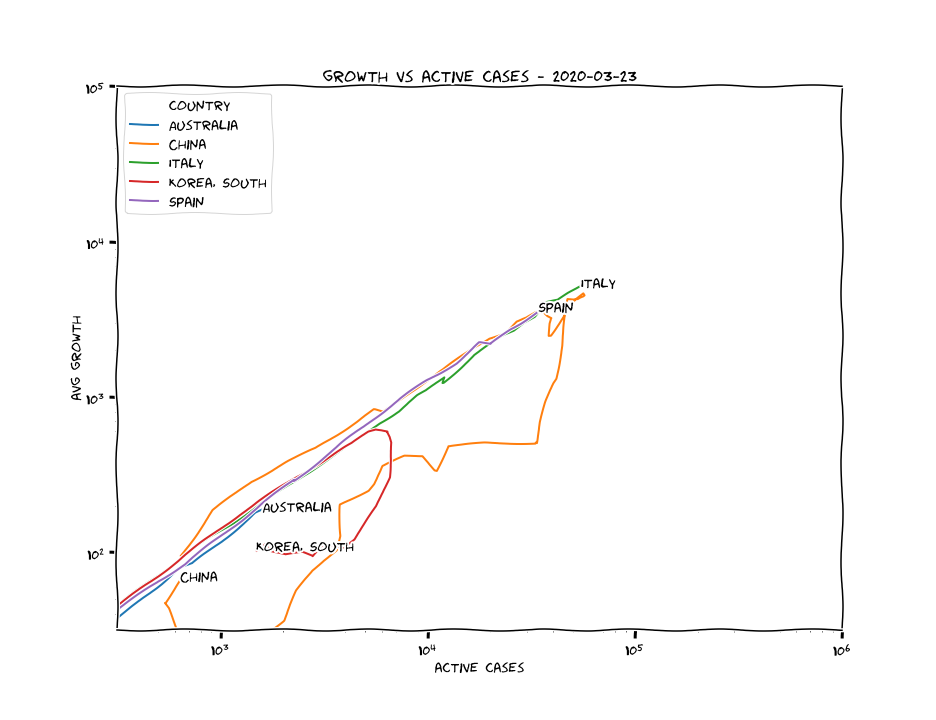 GROWTH VS ACTIVE CASES - 2020-03-23
10⁵
COUNTRY
AUSTRALIA
CHINA
ITALY
KOREA, SOUTH
SPAIN
10⁴
ITALY
SPAIN
AVG GROWTH
10³
AUSTRALIA
KOREA, SOUTH
10²
CHINA
10³ 10⁴ 10⁵ 10⁶
ACTIVE CASES